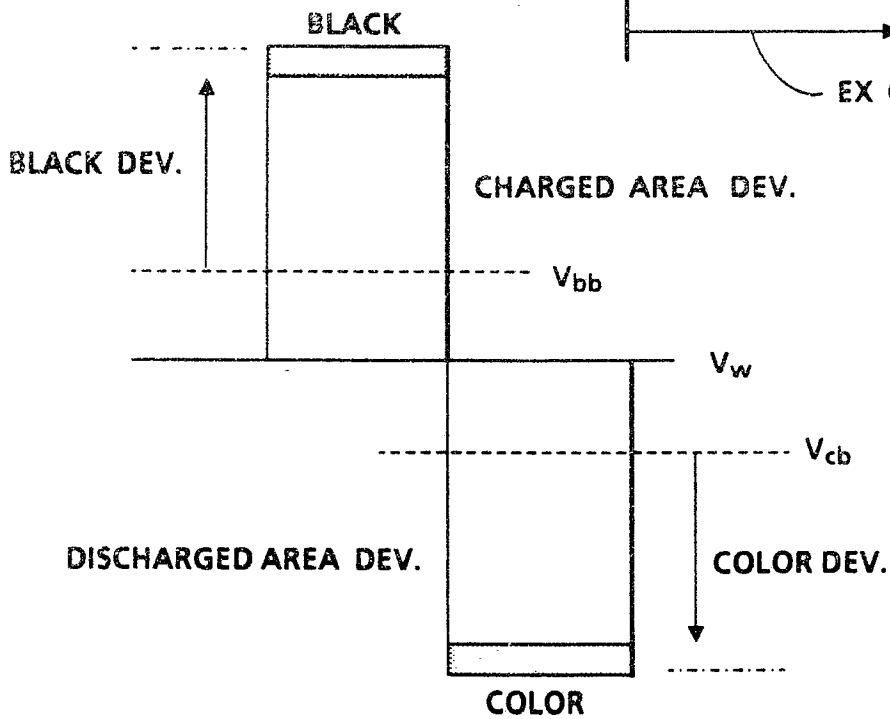 BLACK
EX
BLACK DEV.
CHARGED AREA DEV.
Vbb
Vw
Vcb
DISCHARGED AREA DEV.
COLOR DEV.
COLOR